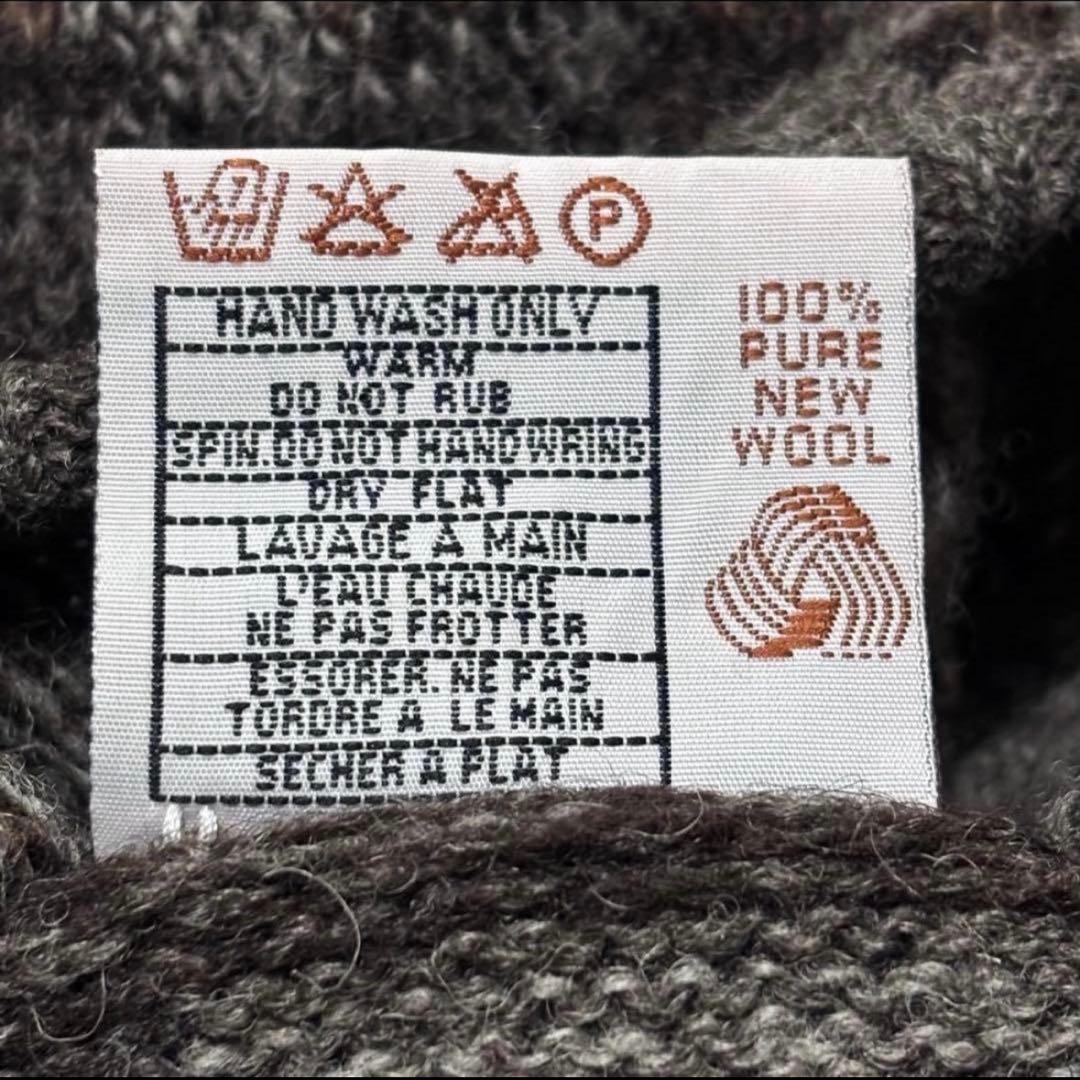 P
HAND WASH ONLY
WARM
DO NOT RUB
SPIN.DO NOT HAND WRING
DRY FLAT
LAVAGE A MAIN
L'EAU CHAUDE
NE PAS FROTTER
ESSORER. NE PAS
TORDRE A LE MAIN
SECHER A PLAT
100%
PURE
NEW
WOOL